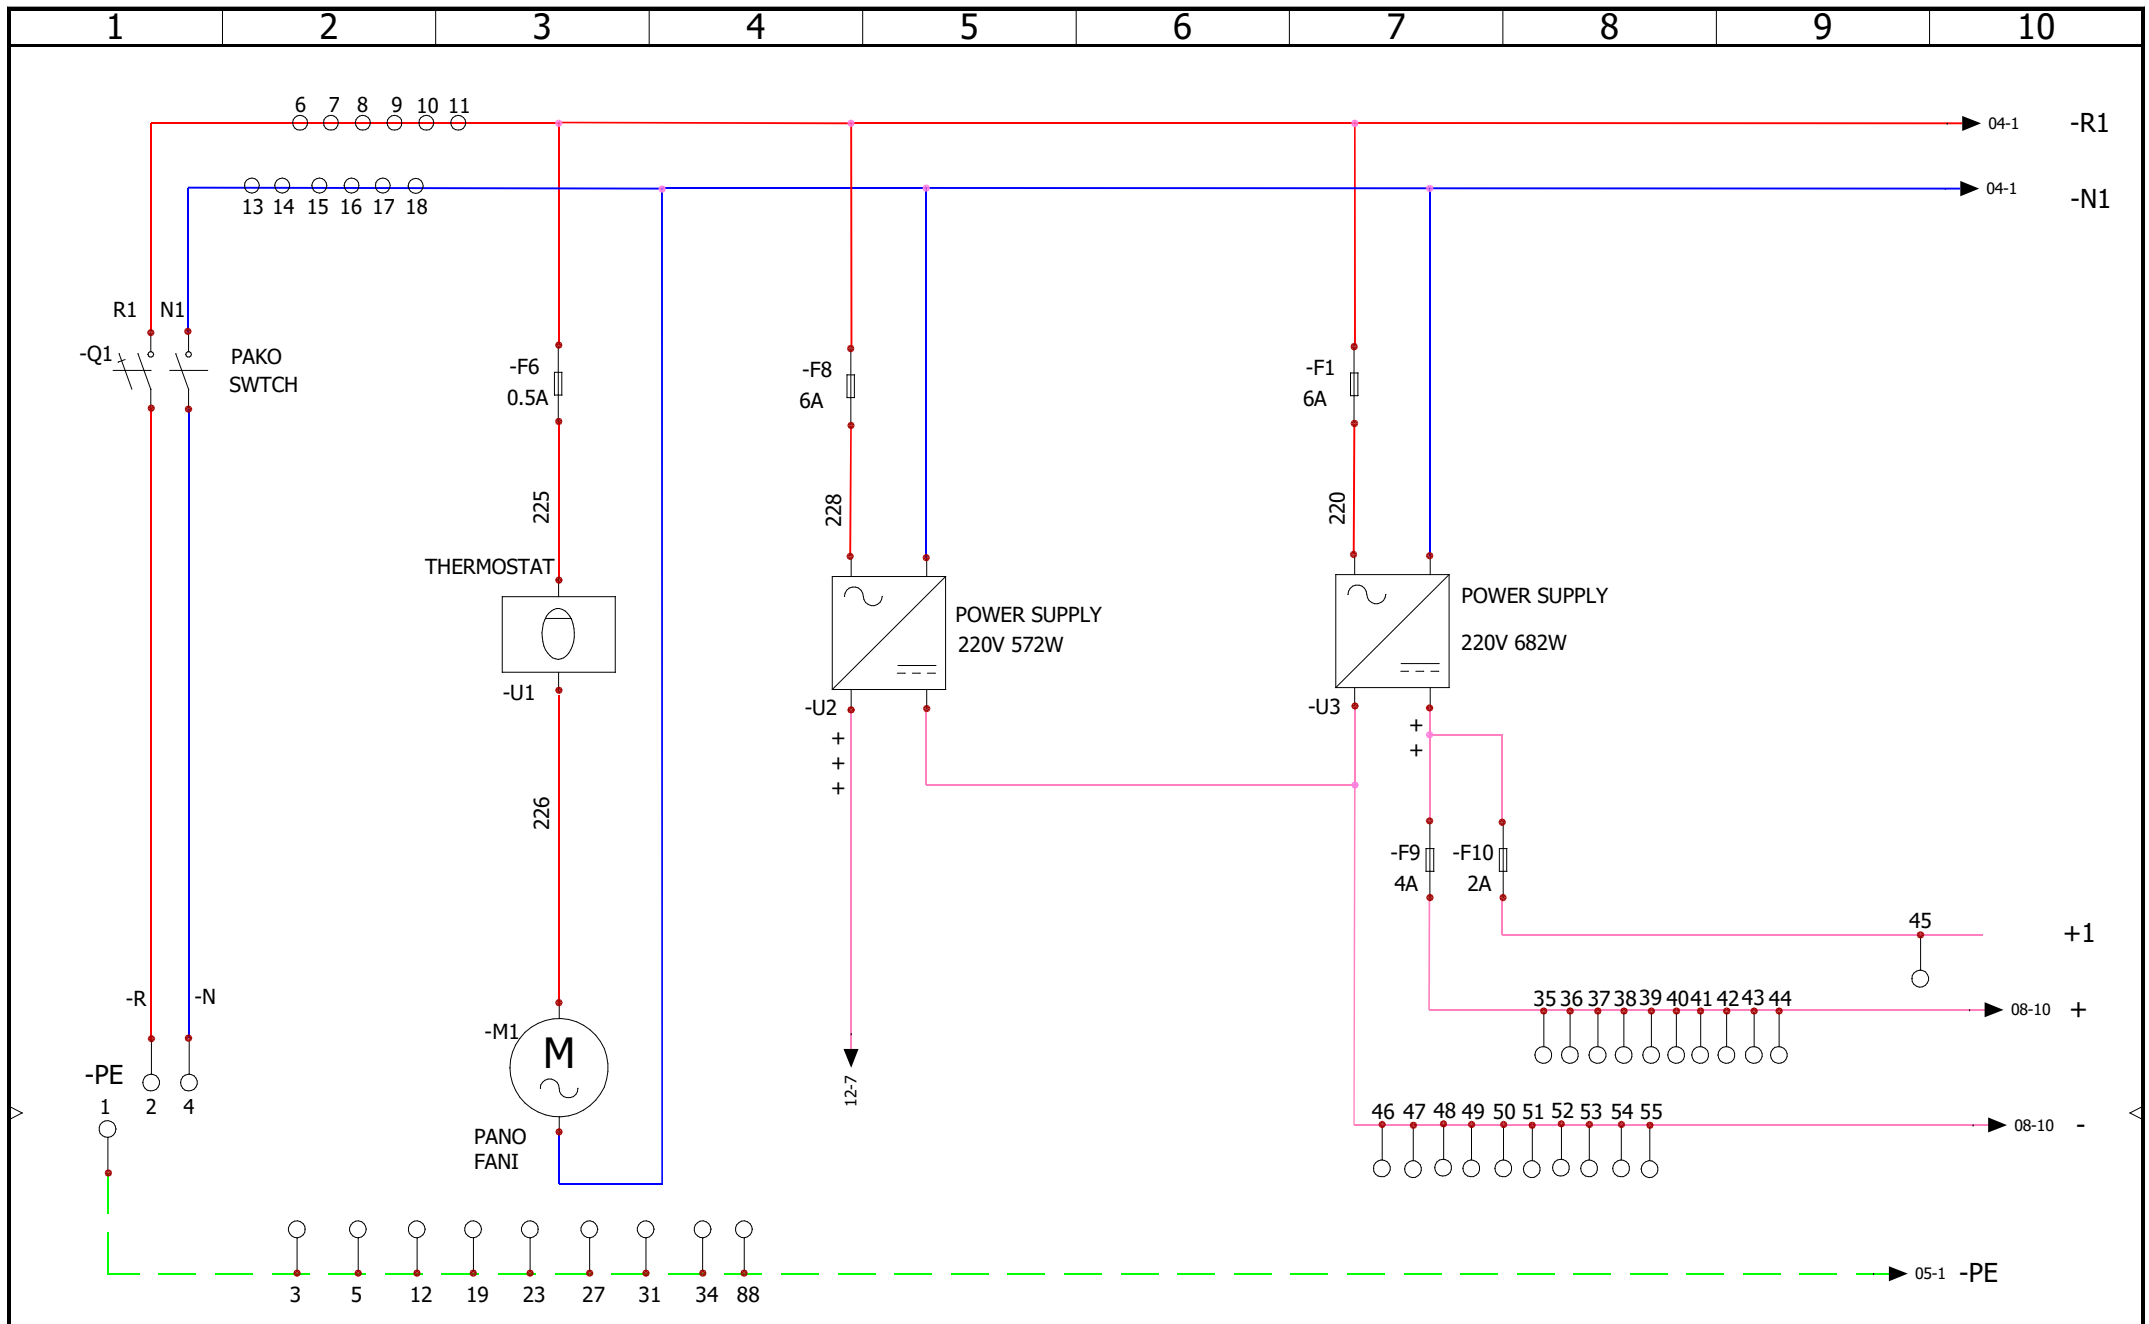 1 2 3 4 5 6 7 8 9 10
6 7 8 9 10 11
04-1 -R1
04-1 -N1
13 14 15 16 17 18
R1 N1
-Q1
PAKO
SWTCH
-F6
0.5A
-F8
6A
-F1
6A
225
228
220
THERMOSTAT
-U1
POWER SUPPLY
220V 572W
-U2
+
+
+
POWER SUPPLY
220V 682W
-U3
+
+
226
-F9
4A
-F10
2A
45
+1
-R
-N
35 36 37 38 39 40 41 42 43 44
08-10 +
-M1
M
-PE
1
2
4
12-7
46 47 48 49 50 51 52 53 54 55
08-10 -
PANO
FANI
3 5 12 19 23 27 31 34 88
05-1 -PE